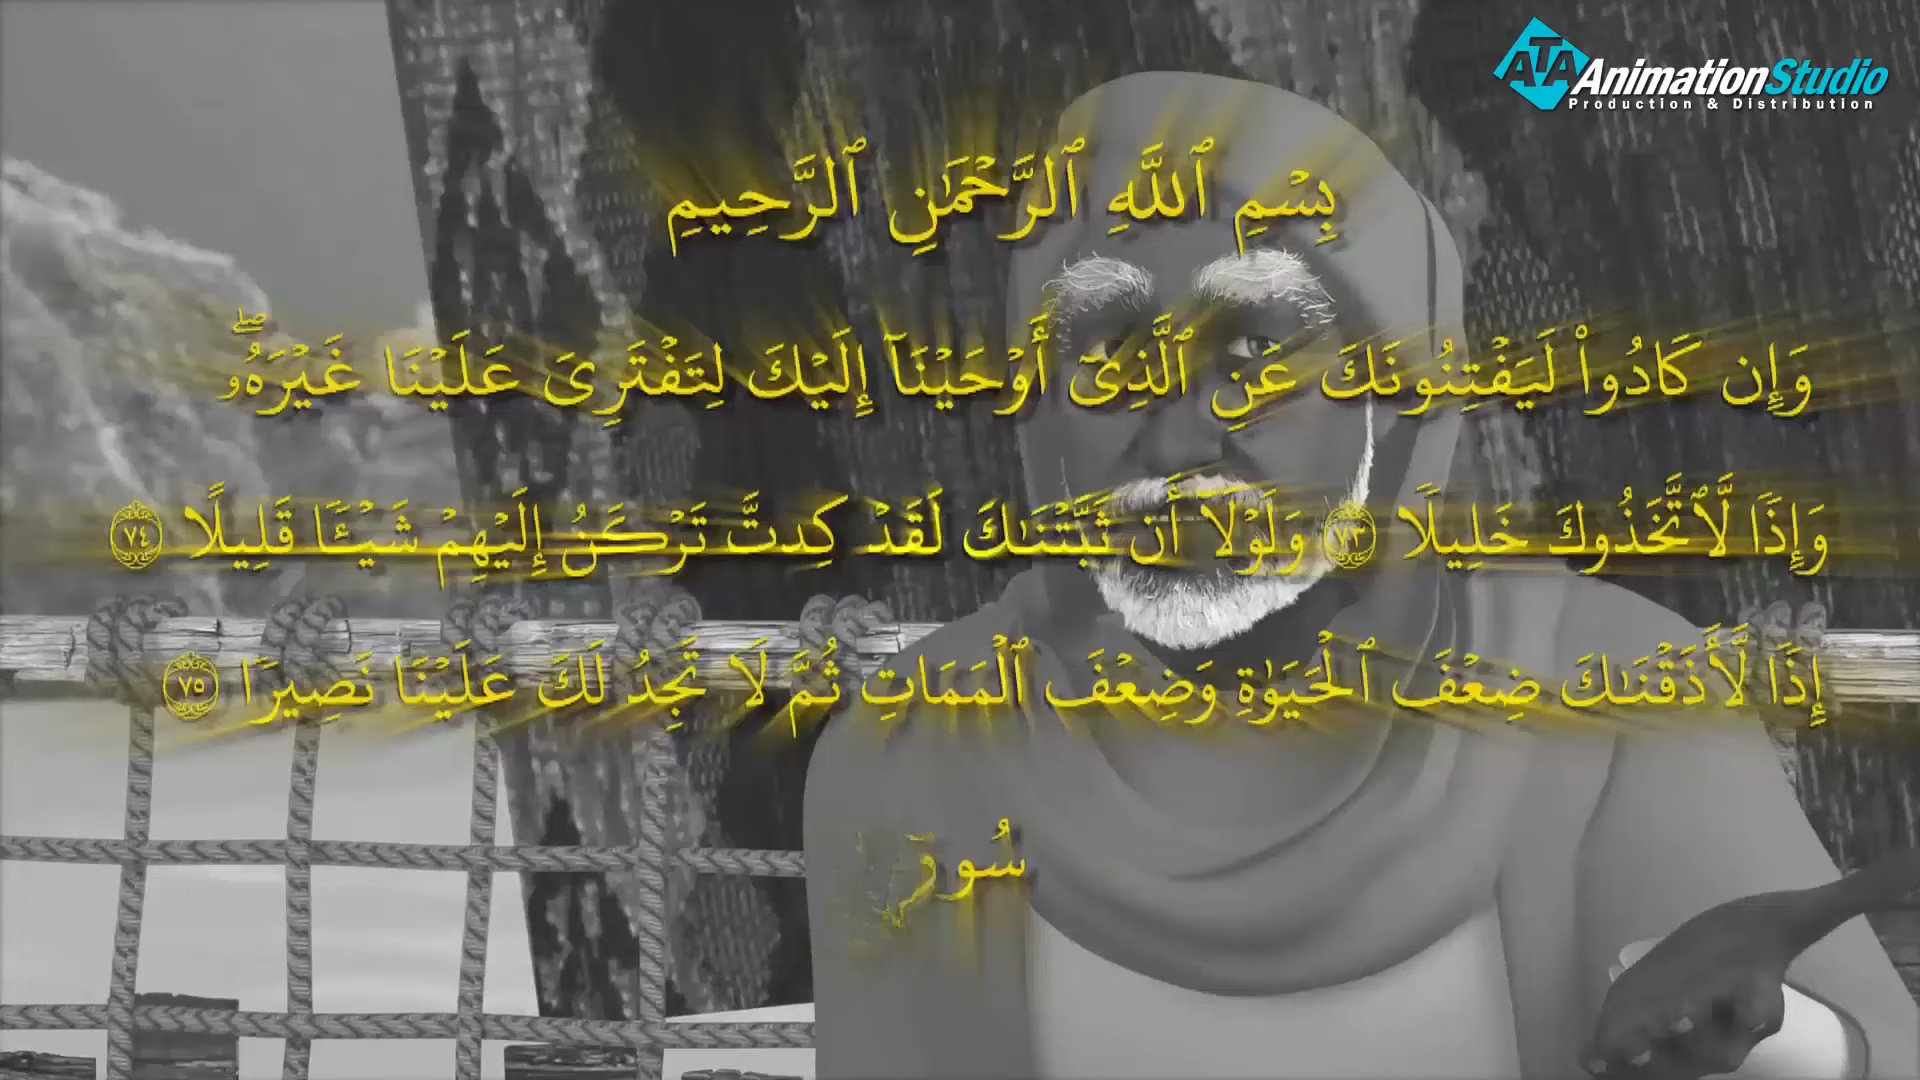 ATA AnimationStudio
Production & Distribution
بِسْمِ ٱللَّهِ ٱلرَّحْمَٰنِ ٱلرَّحِيمِ
وَإِن كَادُوا۟ لَيَفْتِنُونَكَ عَنِ ٱلَّذِىٓ أَوْحَيْنَآ إِلَيْكَ لِتَفْتَرِىَ عَلَيْنَا غَيْرَهُۥ ۖ
وَإِذًا لَّٱتَّخَذُوكَ خَلِيلًا ٧٣ وَلَوْلَآ أَن ثَبَّتْنَٰكَ لَقَدْ كِدتَّ تَرْكَنُ إِلَيْهِمْ شَيْـًٔا قَلِيلًا ٧٤
إِذًا لَّأَذَقْنَٰكَ ضِعْفَ ٱلْحَيَوٰةِ وَضِعْفَ ٱلْمَمَاتِ ثُمَّ لَا تَجِدُ لَكَ عَلَيْنَا نَصِيرًا ٧٥